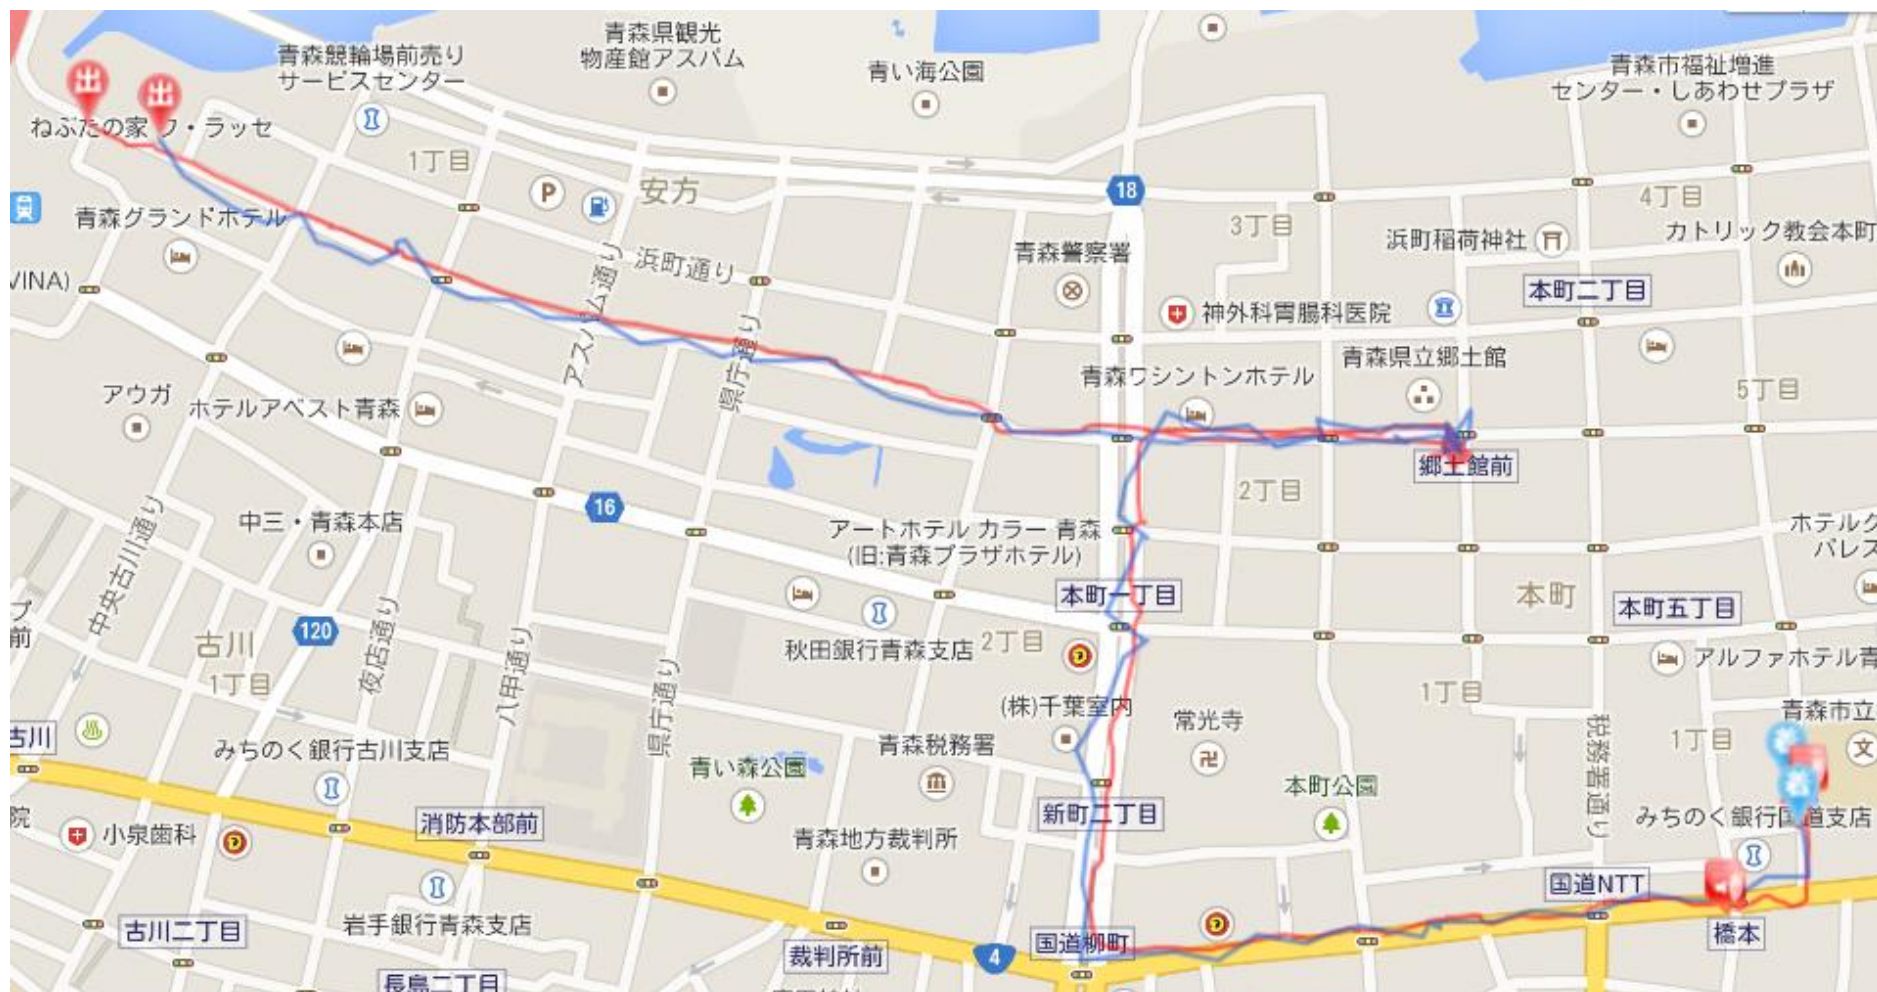 青森県観光
物産館アスパム
青森競輪場前売り
サービスセンター
青い海公園
青森市福祉増進
センター・しあわせプラザ
出
出
ねぶたの家 ワ・ラッセ
1丁目
P
安方
18
4丁目
3丁目
青森グランドホテル
浜町稲荷神社
カトリック教会本町
青森警察署
浜町通り
VINA)
本町二丁目
神外科胃腸科医院
アスパム通り
県庁通り
青森県立郷土館
青森ワシントンホテル
5丁目
アウガ
ホテルアベスト青森
郷土館前
2丁目
16
中三・青森本店
アートホテル カラー 青森
(旧:青森プラザホテル)
ホテルク
パレス
中央古川通り
本町一丁目
本町
本町五丁目
プ
前
120
古川
1丁目
夜店通り
八甲通り
県庁通り
秋田銀行青森支店
2丁目
アルファホテル青
1丁目
(株)千葉室内
常光寺
青森市立
税務署通り
1丁目
古川
みちのく銀行古川支店
青森税務署
文
青い森公園
本町公園
院
小泉歯科
消防本部前
新町二丁目
みちのく銀行国道支店
青森地方裁判所
国道NTT
岩手銀行青森支店
古川二丁目
橋本
裁判所前
4
国道柳町
長島二丁目